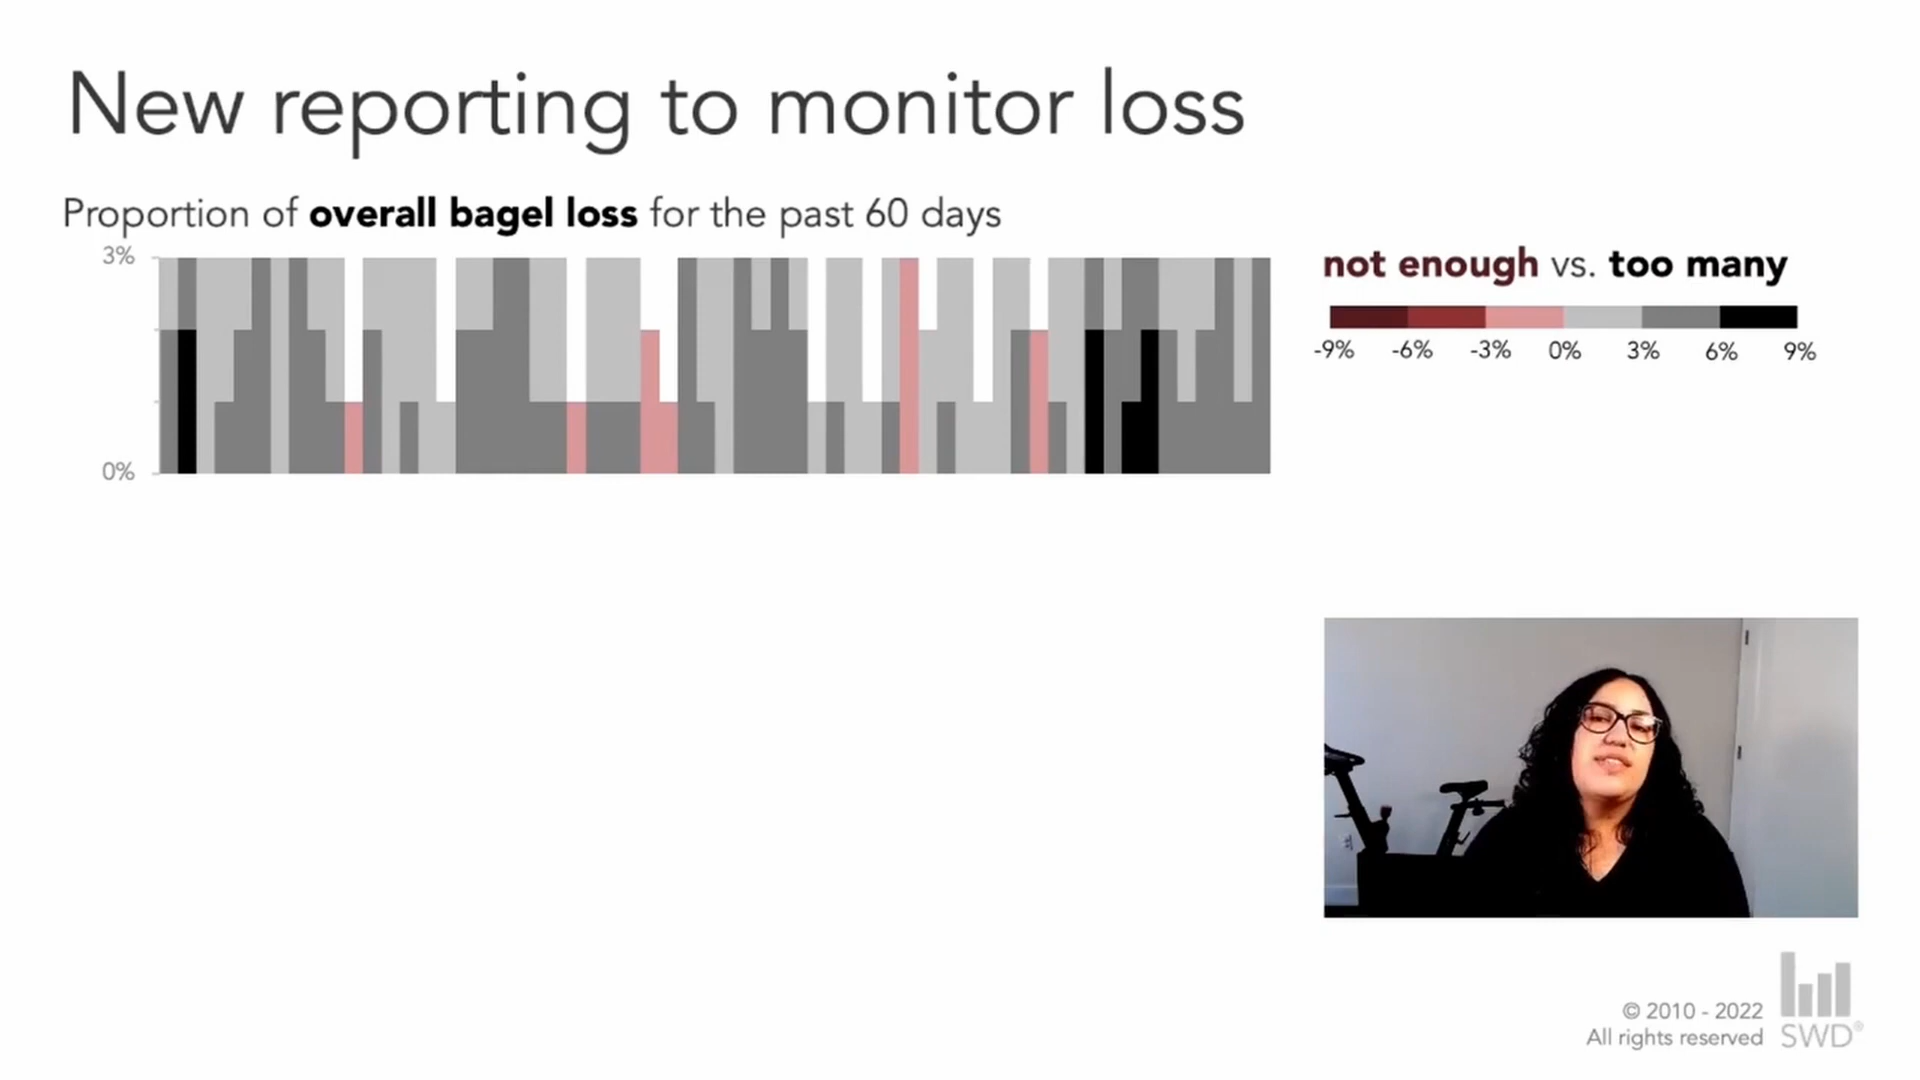 New reporting to monitor loss
Proportion of overall bagel loss for the past 60 days
3%
0%
not enough vs. too many
-9% -6% -3% 0% 3% 6% 9%
© 2010 - 2022
All rights reserved
SWD®